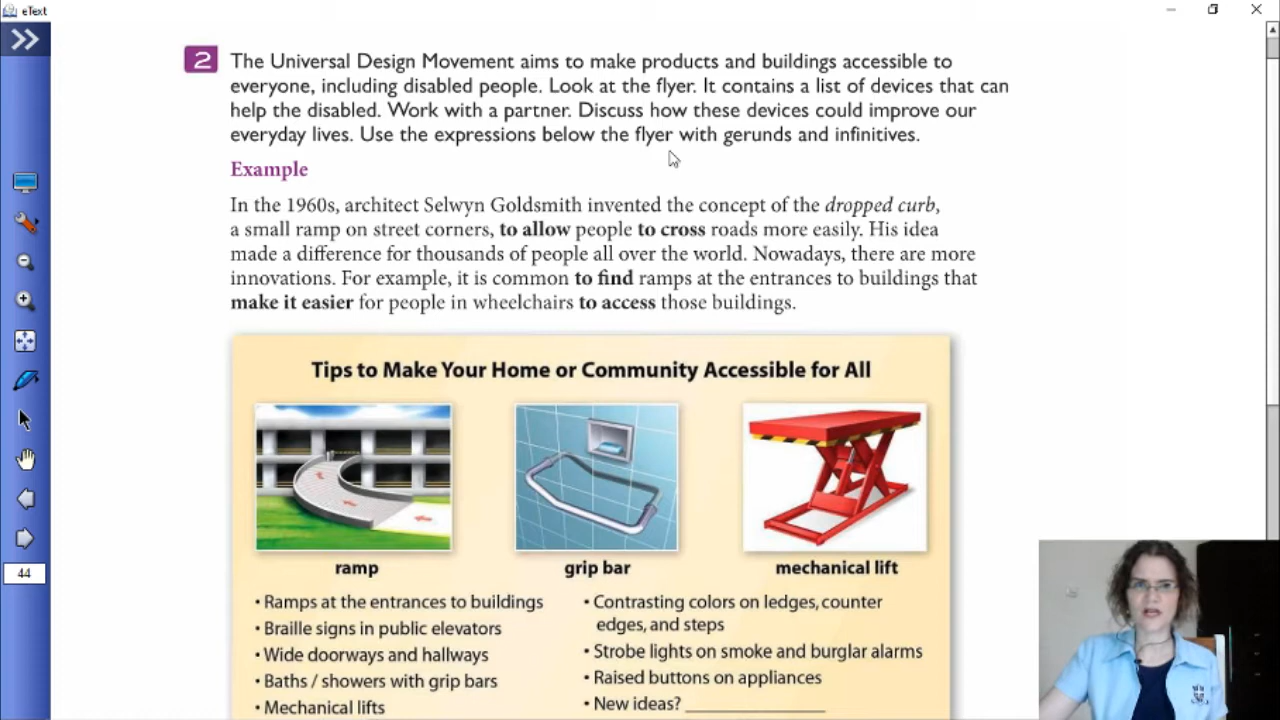 eText
2
The Universal Design Movement aims to make products and buildings accessible to
everyone, including disabled people. Look at the flyer. It contains a list of devices that can
help the disabled. Work with a partner. Discuss how these devices could improve our
everyday lives. Use the expressions below the flyer with gerunds and infinitives.
Example
In the 1960s, architect Selwyn Goldsmith invented the concept of the dropped curb,
a small ramp on street corners, to allow people to cross roads more easily. His idea
made a difference for thousands of people all over the world. Nowadays, there are more
innovations. For example, it is common to find ramps at the entrances to buildings that
make it easier for people in wheelchairs to access those buildings.
Tips to Make Your Home or Community Accessible for All
ramp
grip bar
mechanical lift
• Ramps at the entrances to buildings
• Braille signs in public elevators
• Wide doorways and hallways
• Baths / showers with grip bars
• Mechanical lifts
• Contrasting colors on ledges, counter
edges, and steps
• Strobe lights on smoke and burglar alarms
• Raised buttons on appliances
• New ideas? _______________
44